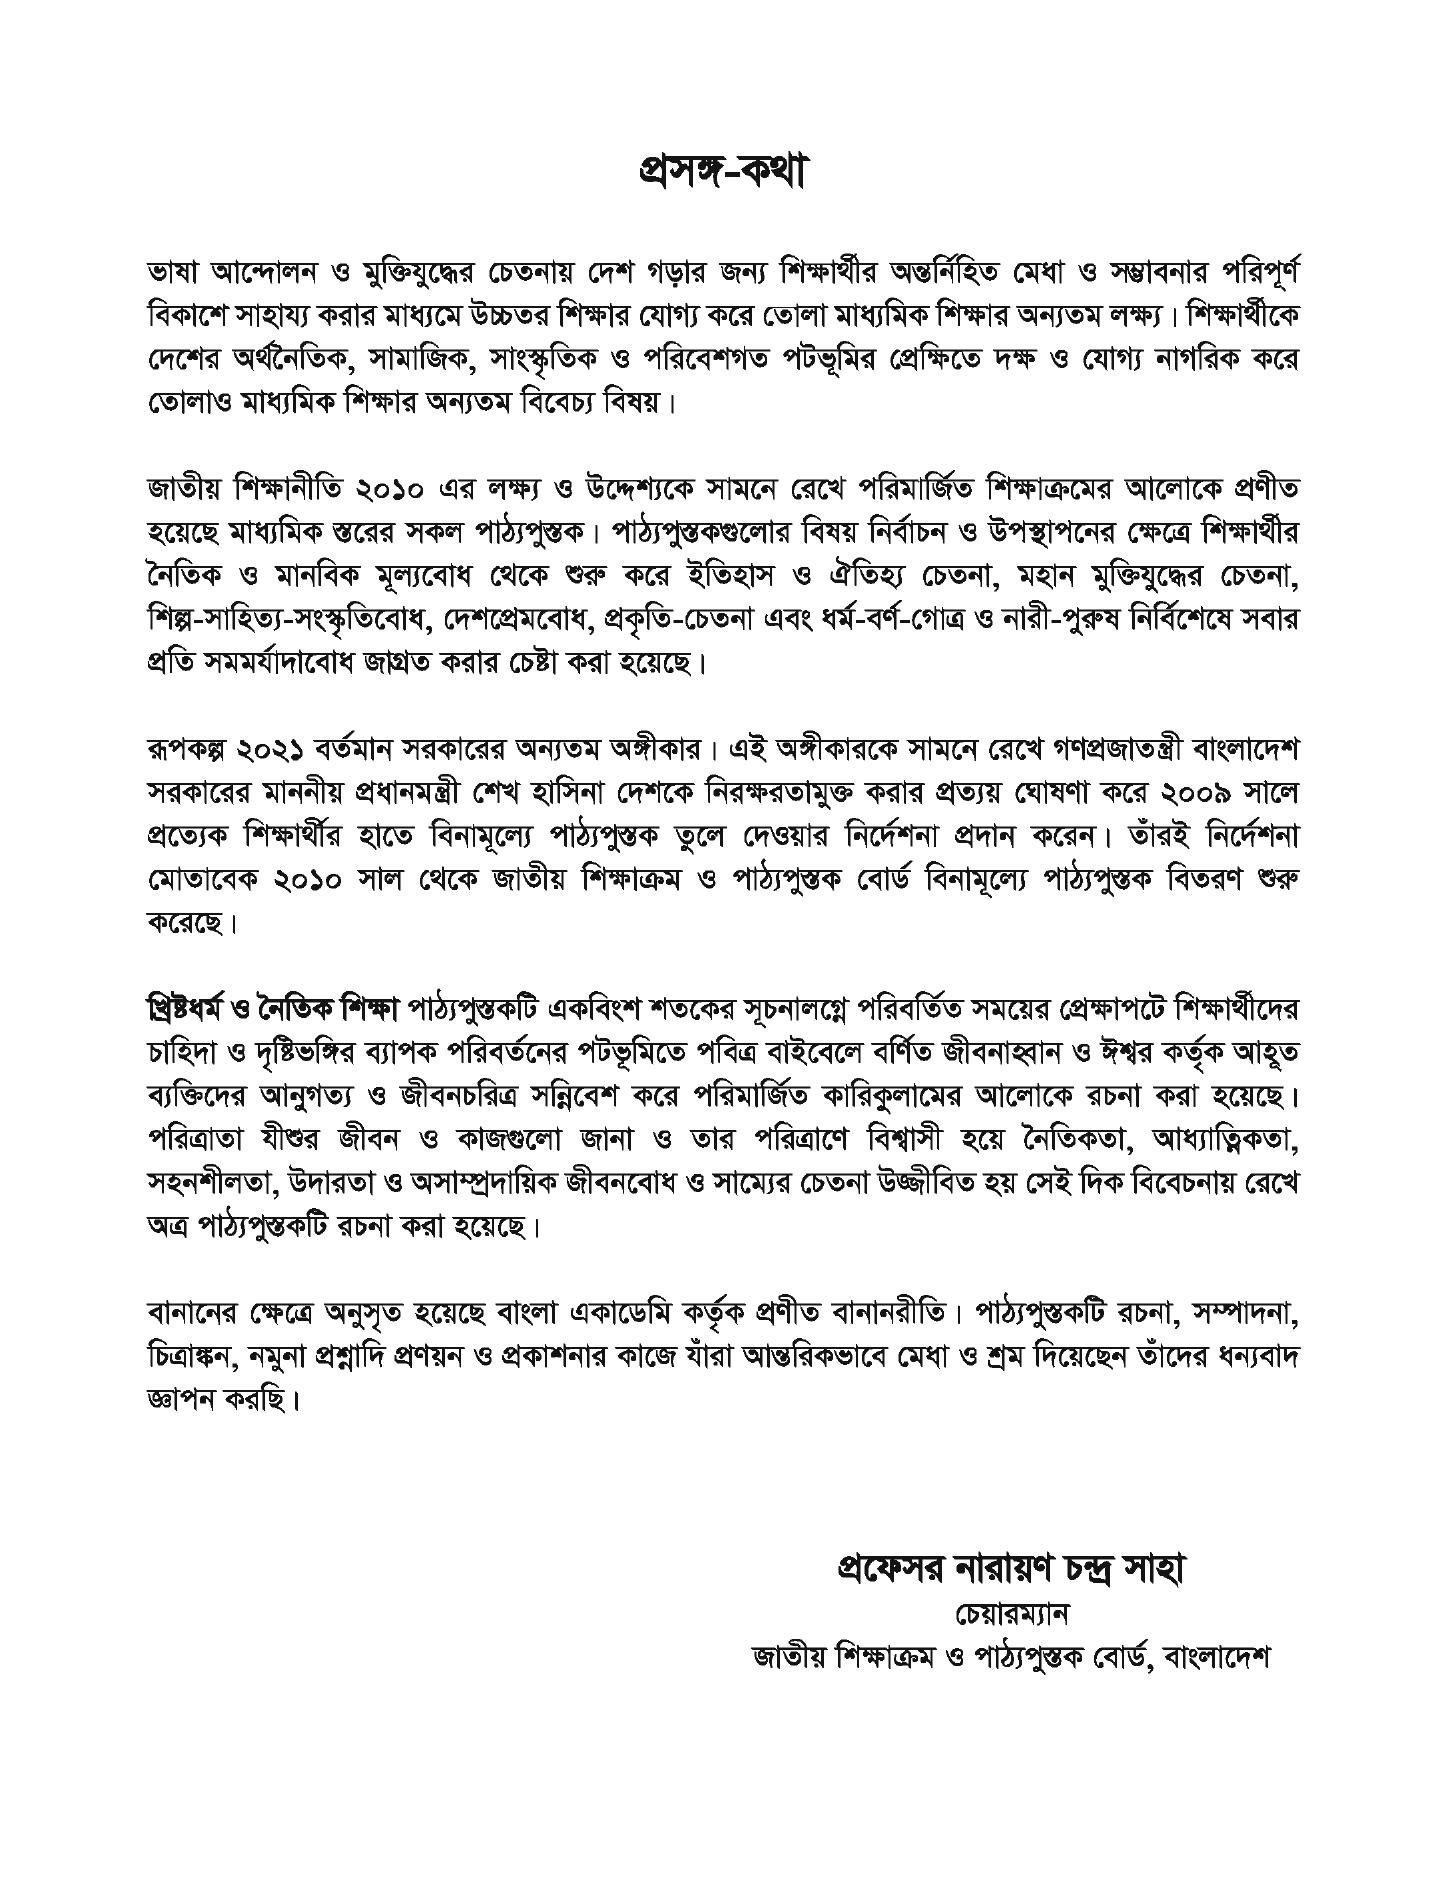 প্রসঙ্গ-কথা
ভাষা আন্দোলন ও মুক্তিযুদ্ধের চেতনায় দেশ গড়ার জন্য শিক্ষার্থীর অন্তর্নিহিত মেধা ও সম্ভাবনার পরিপূর্ণ
বিকাশে সাহায্য করার মাধ্যমে উচ্চতর শিক্ষার যোগ্য করে তোলা মাধ্যমিক শিক্ষার অন্যতম লক্ষ্য। শিক্ষার্থীকে
দেশের অর্থনৈতিক, সামাজিক, সাংস্কৃতিক ও পরিবেশগত পটভূমির প্রেক্ষিতে দক্ষ ও যোগ্য নাগরিক করে
তোলাও মাধ্যমিক শিক্ষার অন্যতম বিবেচ্য বিষয়।
জাতীয় শিক্ষানীতি ২০১০ এর লক্ষ্য ও উদ্দেশ্যকে সামনে রেখে পরিমার্জিত শিক্ষাক্রমের আলোকে প্রণীত
হয়েছে মাধ্যমিক স্তরের সকল পাঠ্যপুস্তক। পাঠ্যপুস্তকগুলোর বিষয় নির্বাচন ও উপস্থাপনের ক্ষেত্রে শিক্ষার্থীর
নৈতিক ও মানবিক মূল্যবোধ থেকে শুরু করে ইতিহাস ও ঐতিহ্য চেতনা, মহান মুক্তিযুদ্ধের চেতনা,
শিল্প-সাহিত্য-সংস্কৃতিবোধ, দেশপ্রেমবোধ, প্রকৃতি-চেতনা এবং ধর্ম-বর্ণ-গোত্র ও নারী-পুরুষ নির্বিশেষে সবার
প্রতি সমমর্যাদাবোধ জাগ্রত করার চেষ্টা করা হয়েছে।
রূপকল্প ২০২১ বর্তমান সরকারের অন্যতম অঙ্গীকার। এই অঙ্গীকারকে সামনে রেখে গণপ্রজাতন্ত্রী বাংলাদেশ
সরকারের মাননীয় প্রধানমন্ত্রী শেখ হাসিনা দেশকে নিরক্ষরতামুক্ত করার প্রত্যয় ঘোষণা করে ২০০৯ সালে
প্রত্যেক শিক্ষার্থীর হাতে বিনামূল্যে পাঠ্যপুস্তক তুলে দেওয়ার নির্দেশনা প্রদান করেন। তাঁরই নির্দেশনা
মোতাবেক ২০১০ সাল থেকে জাতীয় শিক্ষাক্রম ও পাঠ্যপুস্তক বোর্ড বিনামূল্যে পাঠ্যপুস্তক বিতরণ শুরু
করেছে।
খ্রিষ্টধর্ম ও নৈতিক শিক্ষা পাঠ্যপুস্তকটি একবিংশ শতকের সূচনালগ্নে পরিবর্তিত সময়ের প্রেক্ষাপটে শিক্ষার্থীদের
চাহিদা ও দৃষ্টিভঙ্গির ব্যাপক পরিবর্তনের পটভূমিতে পবিত্র বাইবেলে বর্ণিত জীবনাহ্বান ও ঈশ্বর কর্তৃক আহূত
ব্যক্তিদের আনুগত্য ও জীবনচরিত্র সন্নিবেশ করে পরিমার্জিত কারিকুলামের আলোকে রচনা করা হয়েছে।
পরিত্রাতা যীশুর জীবন ও কাজগুলো জানা ও তার পরিত্রাণে বিশ্বাসী হয়ে নৈতিকতা, আধ্যাত্নিকতা,
সহনশীলতা, উদারতা ও অসাম্প্রদায়িক জীবনবোধ ও সাম্যের চেতনা উজ্জীবিত হয় সেই দিক বিবেচনায় রেখে
অত্র পাঠ্যপুস্তকটি রচনা করা হয়েছে।
বানানের ক্ষেত্রে অনুসৃত হয়েছে বাংলা একাডেমি কর্তৃক প্রণীত বানানরীতি। পাঠ্যপুস্তকটি রচনা, সম্পাদনা,
চিত্রাঙ্কন, নমুনা প্রশ্নাদি প্রণয়ন ও প্রকাশনার কাজে যাঁরা আন্তরিকভাবে মেধা ও শ্রম দিয়েছেন তাঁদের ধন্যবাদ
জ্ঞাপন করছি।
প্রফেসর নারায়ণ চন্দ্র সাহা
চেয়ারম্যান
জাতীয় শিক্ষাক্রম ও পাঠ্যপুস্তক বোর্ড, বাংলাদেশ